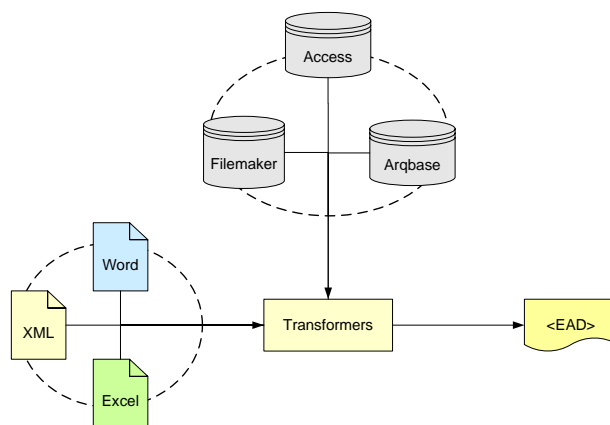 Access
Filemaker
Arqbase
Word
XML
Transformers
<EAD>
Excel